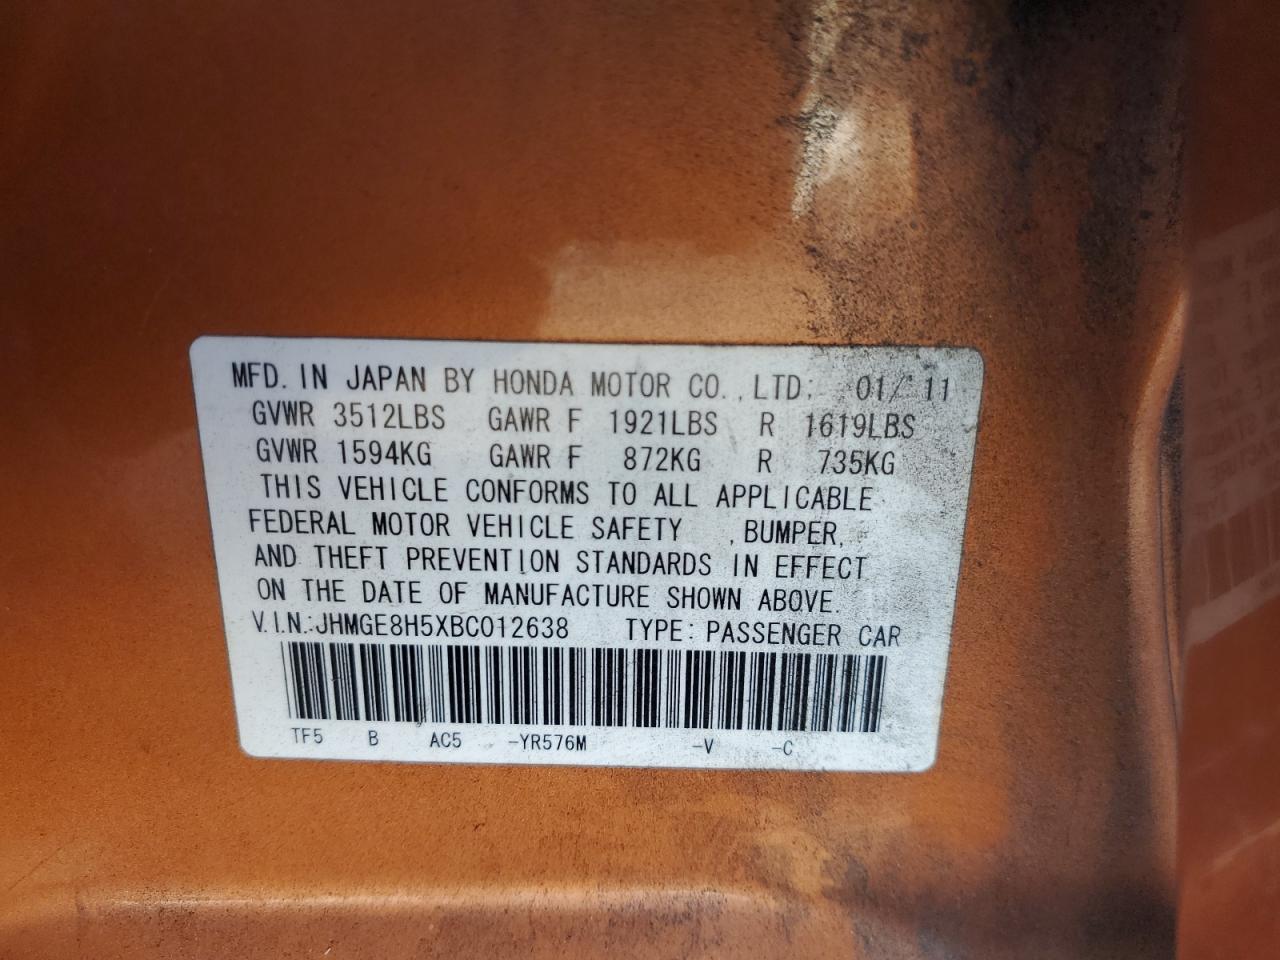 MFD. IN JAPAN BY HONDA MOTOR CO., LTD. 01/11
GVWR 3512LBS GAWR F 1921LBS R 1619LBS
GVWR 1594KG GAWR F 872KG R 735KG
THIS VEHICLE CONFORMS TO ALL APPLICABLE
FEDERAL MOTOR VEHICLE SAFETY , BUMPER,
AND THEFT PREVENTION STANDARDS IN EFFECT
ON THE DATE OF MANUFACTURE SHOWN ABOVE.
V.I.N.:JHMGE8H5XBC012638 TYPE:PASSENGER CAR
TF5 B AC5 -YR576M -V -C